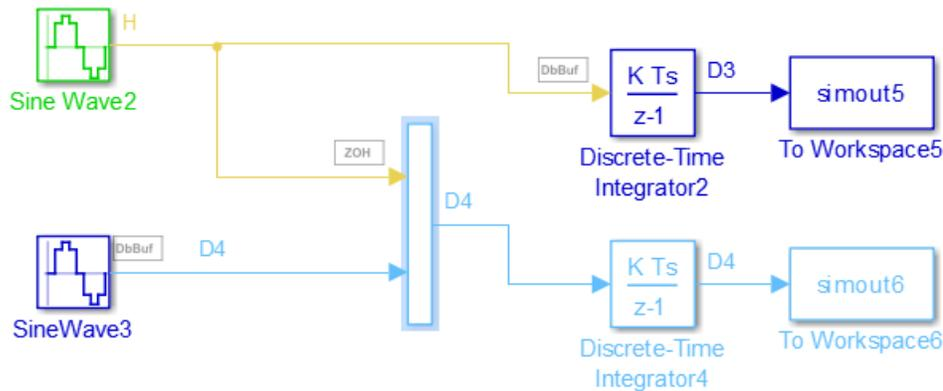 H
Sine Wave2
DbBuf
K Ts
z-1
D3
simout5
Discrete-Time
Integrator2
To Workspace5
ZOH
D4
DbBuf
D4
SineWave3
K Ts
z-1
D4
simout6
Discrete-Time
Integrator4
To Workspace6